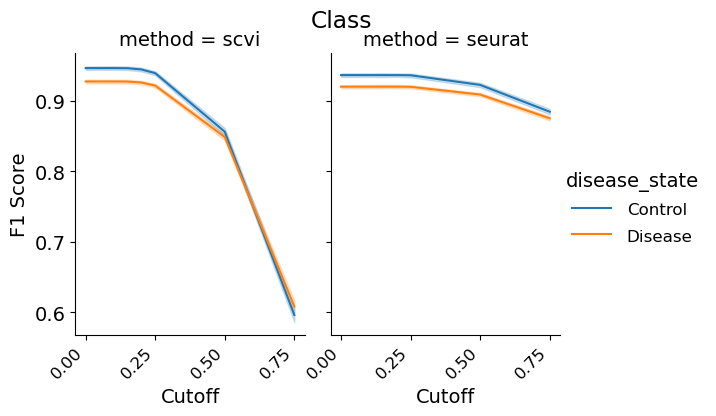 Class
method = scvi
method = seurat
F1 Score
0.9
0.8
0.7
0.6
0.00
0.25
0.50
0.75
0.00
0.25
0.50
0.75
Cutoff
Cutoff
disease_state
Control
Disease